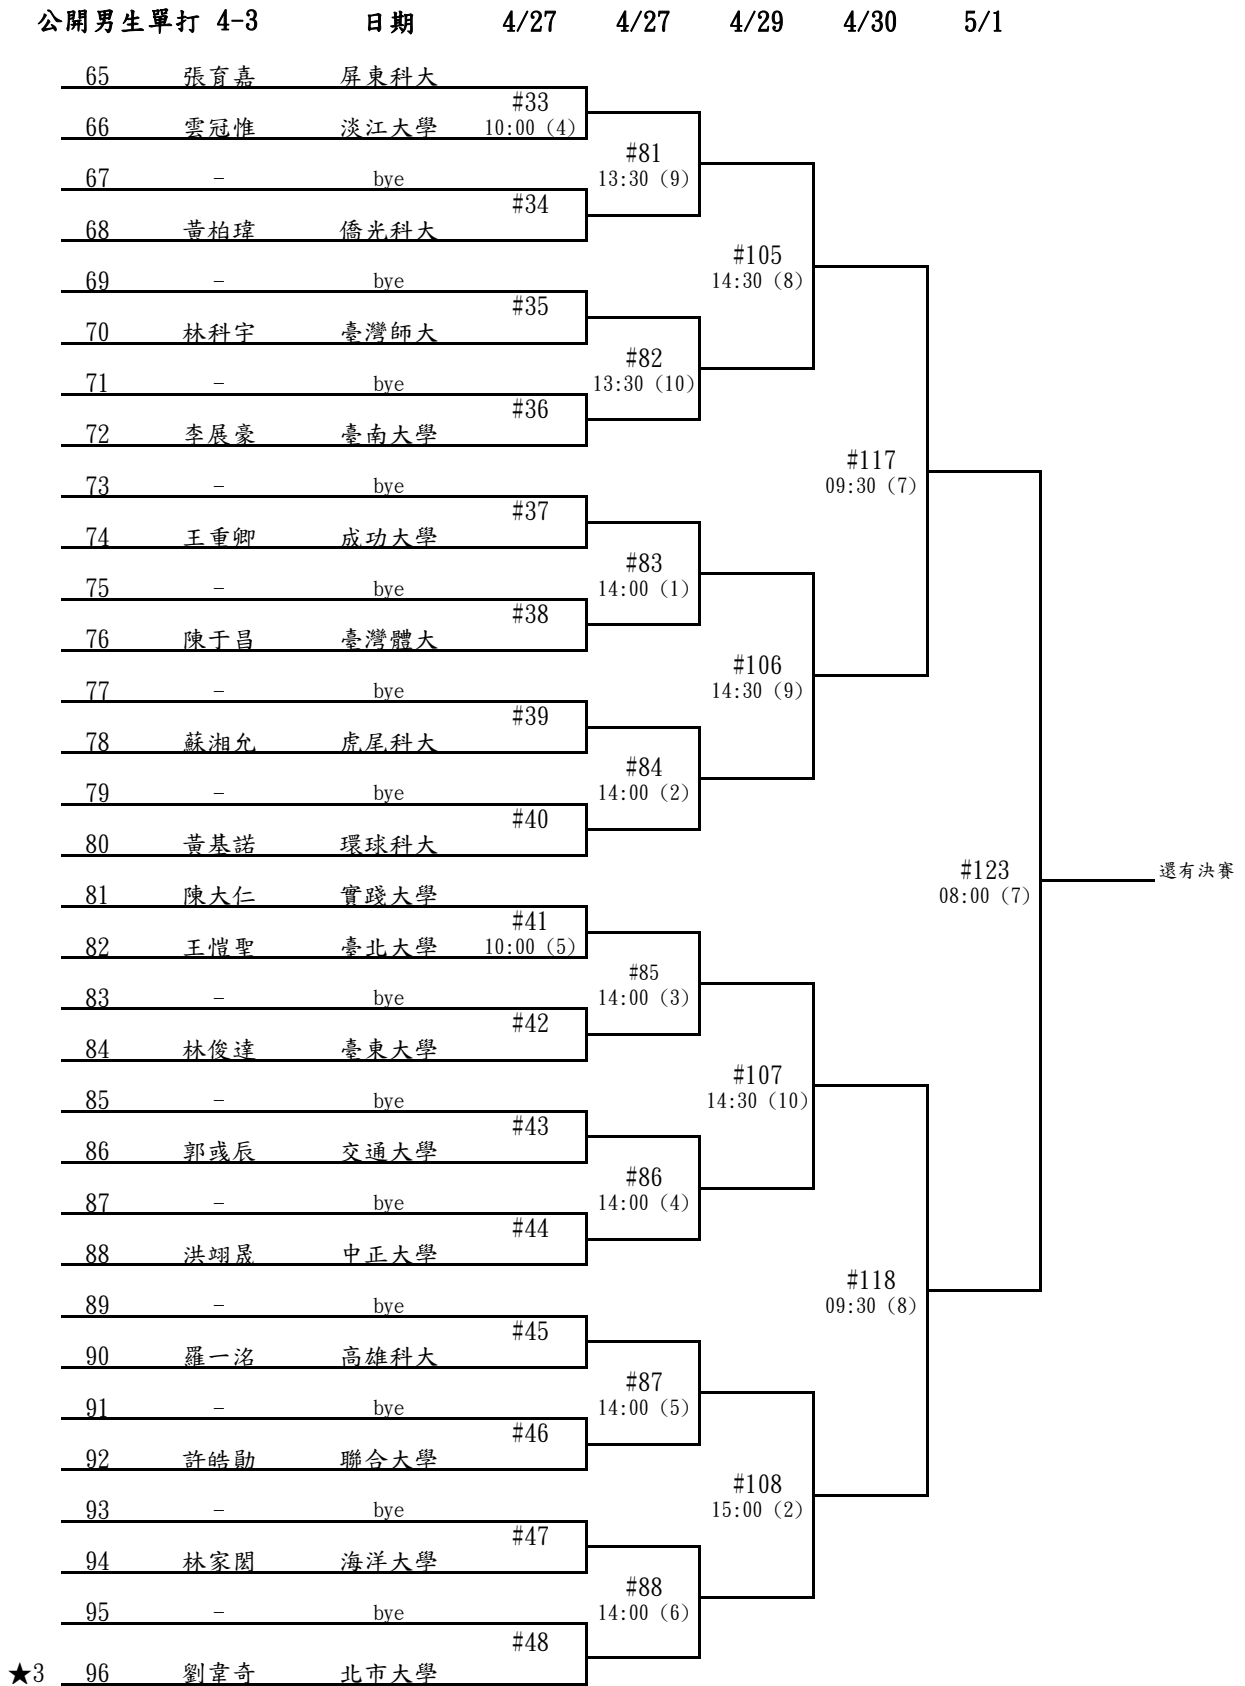 公開男生單打 4-3 日期 4/27 4/27 4/29 4/30 5/1
65 張育嘉 屏東科大
#33
66 雲冠惟 淡江大學 10:00 (4)
#81
67 - bye 13:30 (9)
#34
68 黃柏瑋 僑光科大
#105
69 - bye 14:30 (8)
#35
70 林科宇 臺灣師大
#82
71 - bye 13:30 (10)
#36
72 李展豪 臺南大學
#117
73 - bye 09:30 (7)
#37
74 王重卿 成功大學
#83
75 - bye 14:00 (1)
#38
76 陳于昌 臺灣體大
#106
77 - bye 14:30 (9)
#39
78 蘇湘允 虎尾科大
#84
79 - bye 14:00 (2)
#40
80 黃基諾 環球科大
#123 還有決賽
81 陳大仁 實踐大學 08:00 (7)
#41
82 王愷聖 臺北大學 10:00 (5)
#85
83 - bye 14:00 (3)
#42
84 林俊達 臺東大學
#107
85 - bye 14:30 (10)
#43
86 郭彧辰 交通大學
#86
87 - bye 14:00 (4)
#44
88 洪翊晟 中正大學
#118
89 - bye 09:30 (8)
#45
90 羅一洺 高雄科大
#87
91 - bye 14:00 (5)
#46
92 許皓勛 聯合大學
#108
93 - bye 15:00 (2)
#47
94 林家閎 海洋大學
#88
95 - bye 14:00 (6)
#48
★3 96 劉韋奇 北市大學